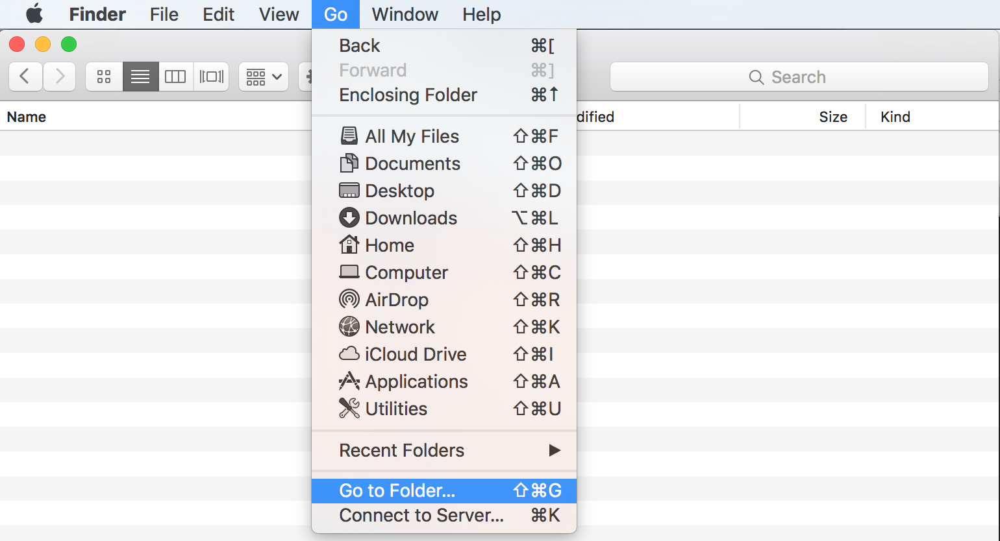 Finder File Edit View Go Window Help
Back ⌘[
Forward ⌘]
Enclosing Folder ⌘↑
Search
Name dified Size Kind
All My Files ⇧⌘F
Documents ⇧⌘O
Desktop ⇧⌘D
Downloads ⌥⌘L
Home ⇧⌘H
Computer ⇧⌘C
AirDrop ⇧⌘R
Network ⇧⌘K
iCloud Drive ⇧⌘I
Applications ⇧⌘A
Utilities ⇧⌘U
Recent Folders ▶
Go to Folder... ⇧⌘G
Connect to Server... ⌘K